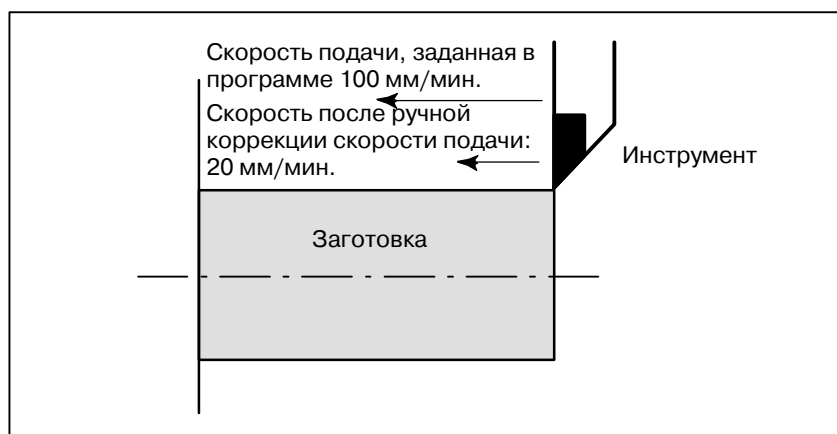 Скорость подачи, заданная в
программе 100 мм/мин.
Скорость после ручной
коррекции скорости подачи:
20 мм/мин.
Инструмент
Заготовка